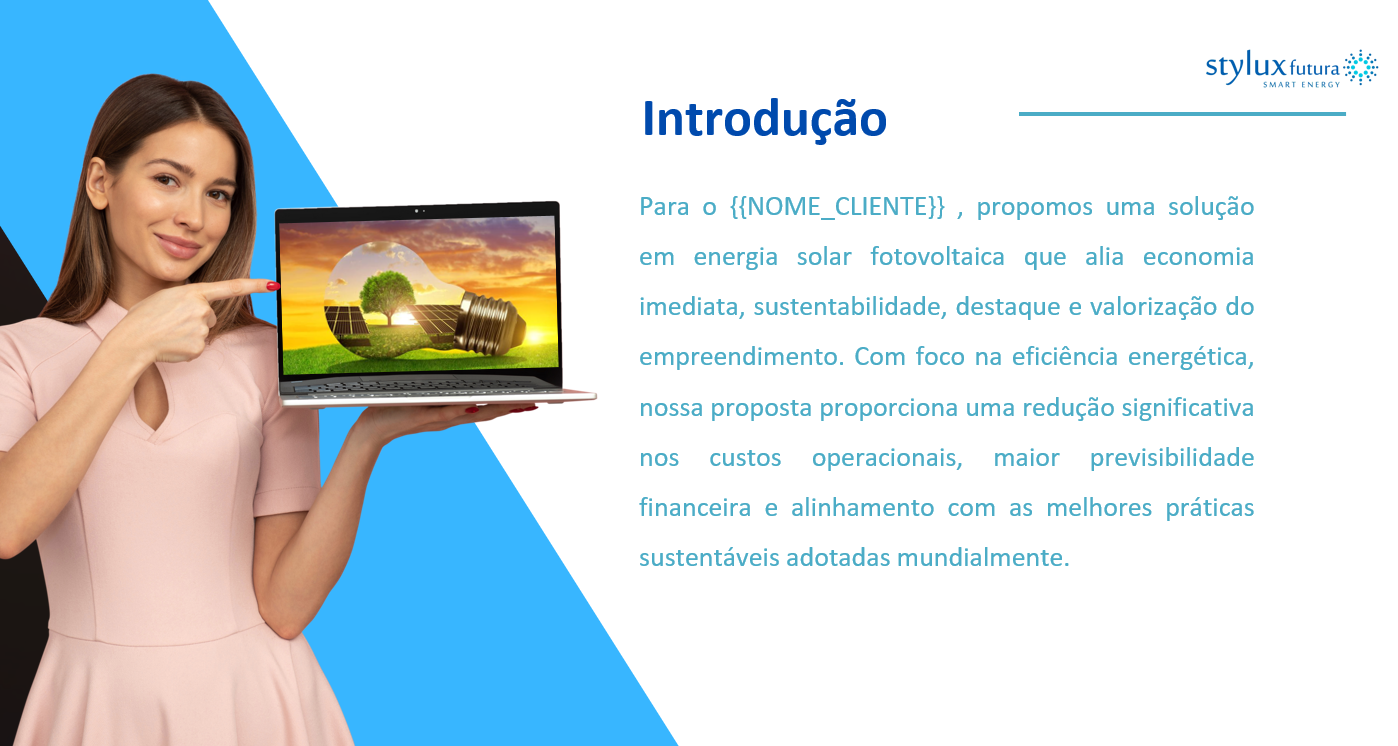 stylux futura
SMART ENERGY
Introdução
Para o {{NOME_CLIENTE}} , propomos uma solução
em energia solar fotovoltaica que alia economia
imediata, sustentabilidade, destaque e valorização do
empreendimento. Com foco na eficiência energética,
nossa proposta proporciona uma redução significativa
nos custos operacionais, maior previsibilidade
financeira e alinhamento com as melhores práticas
sustentáveis adotadas mundialmente.